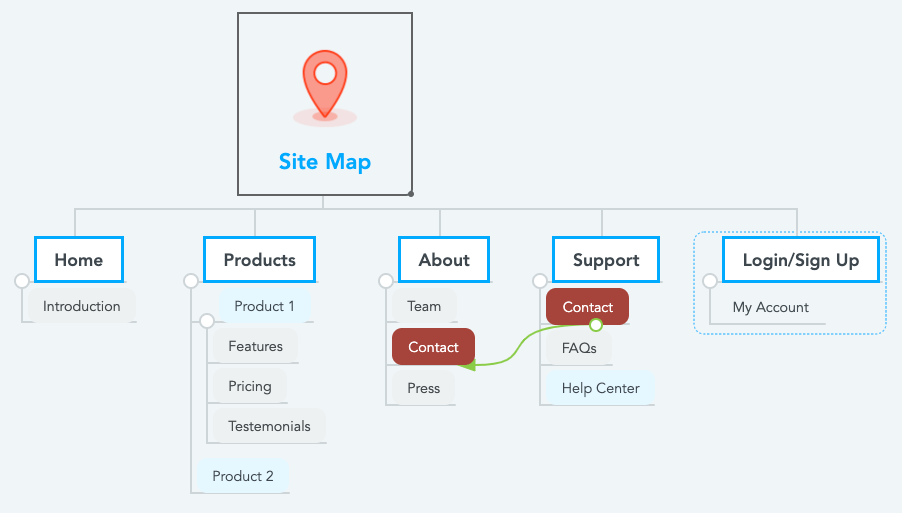 Site Map
Home
Introduction
Products
Product 1
Features
Pricing
Testemonials
Product 2
About
Team
Contact
Press
Support
Contact
FAQs
Help Center
Login/Sign Up
My Account